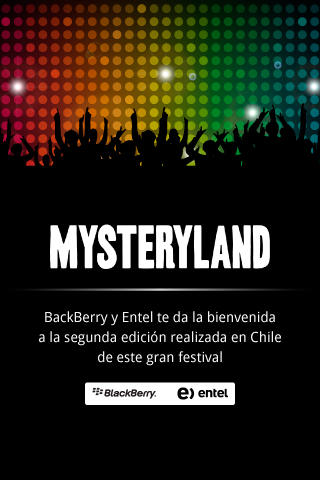 MYSTERYLAND
BackBerry y Entel te da la bienvenida
a la segunda edición realizada en Chile
de este gran festival
BlackBerry. entel